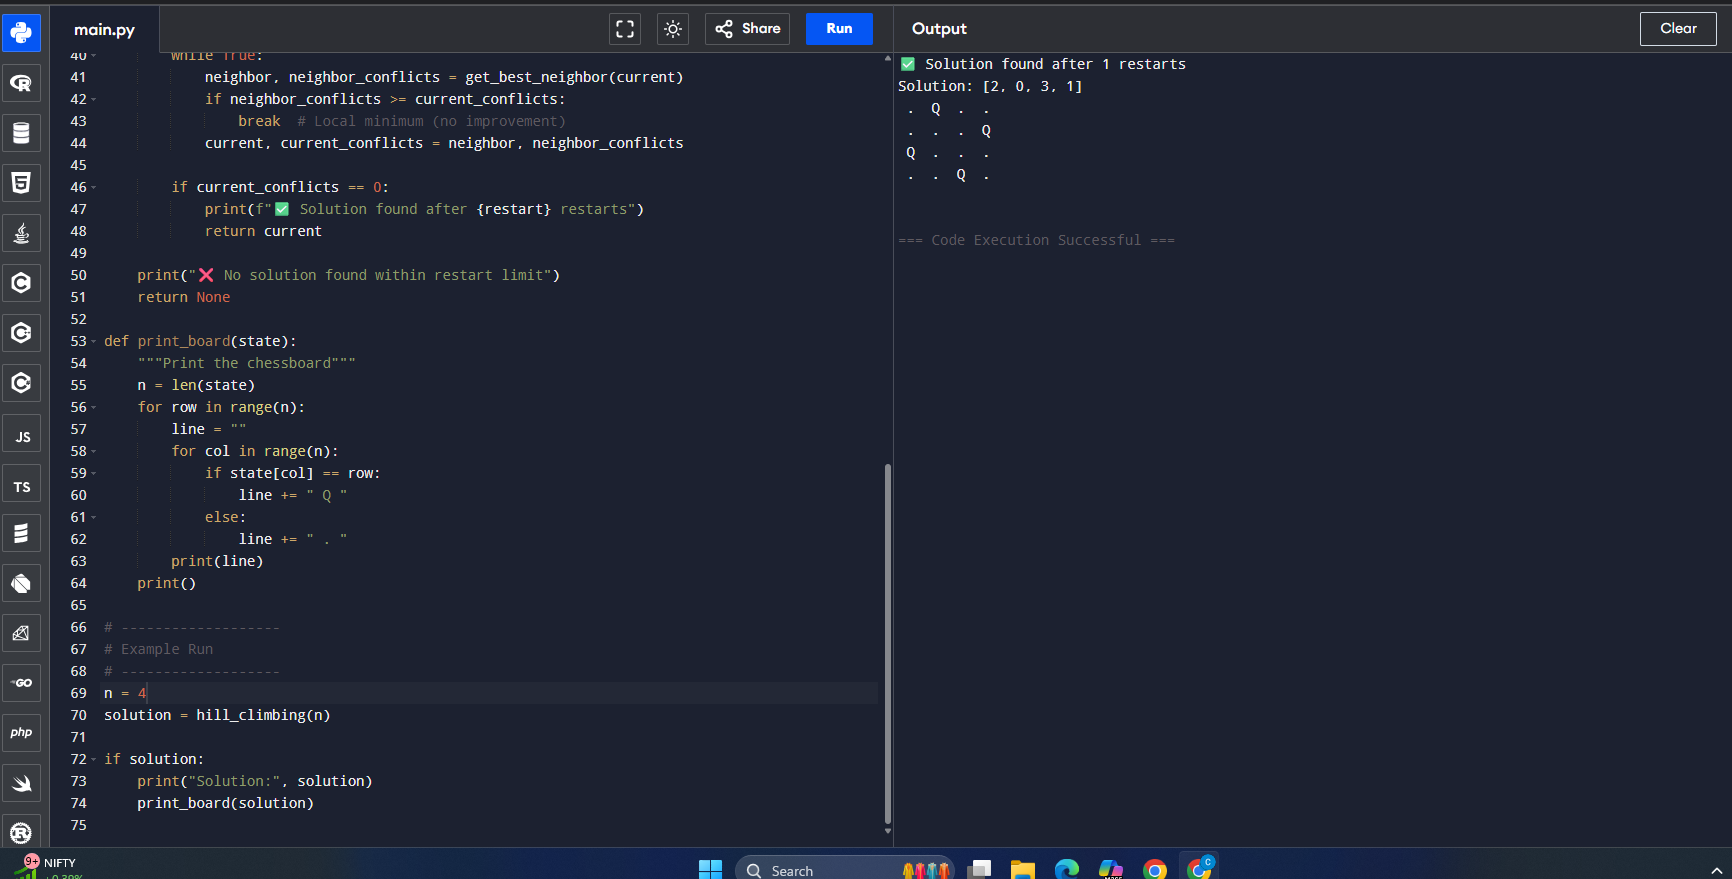 main.py
Share
Run
Output
Clear
40 while True:
41 neighbor, neighbor_conflicts = get_best_neighbor(current)
42 if neighbor_conflicts >= current_conflicts:
43 break # Local minimum (no improvement)
44 current, current_conflicts = neighbor, neighbor_conflicts
45
46 if current_conflicts == 0:
47 print(f"✅ Solution found after {restart} restarts")
48 return current
49
50 print("❌ No solution found within restart limit")
51 return None
52
53 def print_board(state):
54 """Print the chessboard"""
55 n = len(state)
56 for row in range(n):
57 line = ""
58 for col in range(n):
59 if state[col] == row:
60 line += " Q "
61 else:
62 line += " . "
63 print(line)
64 print()
65
66 # -------------------
67 # Example Run
68 # -------------------
69 n = 4
70 solution = hill_climbing(n)
71
72 if solution:
73 print("Solution:", solution)
74 print_board(solution)
75
✅ Solution found after 1 restarts
Solution: [2, 0, 3, 1]
. Q . .
. . . Q
Q . . .
. . Q .
=== Code Execution Successful ===
JS
TS
GO
php
9+
NIFTY
+0.39%
Search